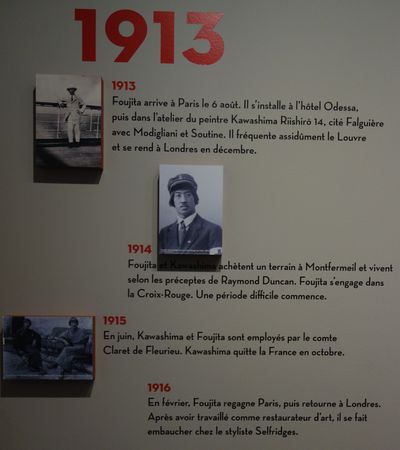 1913
1913
Foujita arrive à Paris le 6 août. Il s'installe à l'hôtel Odessa,
puis dans l'atelier du peintre Kawashima Riishirō 14, cité Falguière
avec Modigliani et Soutine. Il fréquente assidûment le Louvre
et se rend à Londres en décembre.
1914
Foujita et Kawashima achètent un terrain à Montfermeil et vivent
selon les préceptes de Raymond Duncan. Foujita s'engage dans
la Croix-Rouge. Une période difficile commence.
1915
En juin, Kawashima et Foujita sont employés par le comte
Claret de Fleurieu. Kawashima quitte la France en octobre.
1916
En février, Foujita regagne Paris, puis retourne à Londres.
Après avoir travaillé comme restaurateur d'art, il se fait
embaucher chez le styliste Selfridges.